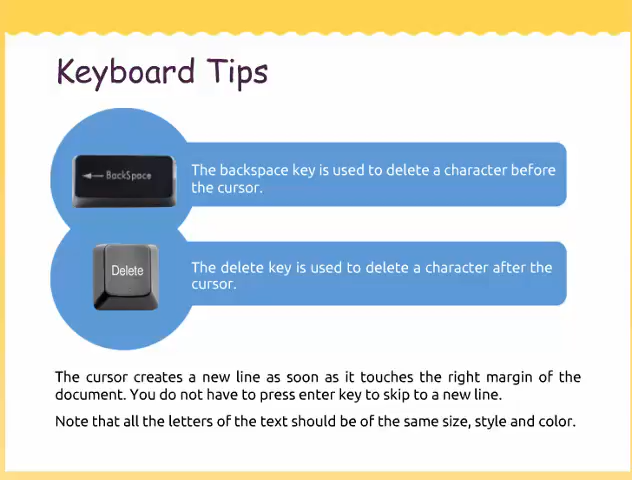 Keyboard Tips
← BackSpace
The backspace key is used to delete a character before
the cursor.
Delete
The delete key is used to delete a character after the
cursor.
The cursor creates a new line as soon as it touches the right margin of the
document. You do not have to press enter key to skip to a new line.
Note that all the letters of the text should be of the same size, style and color.